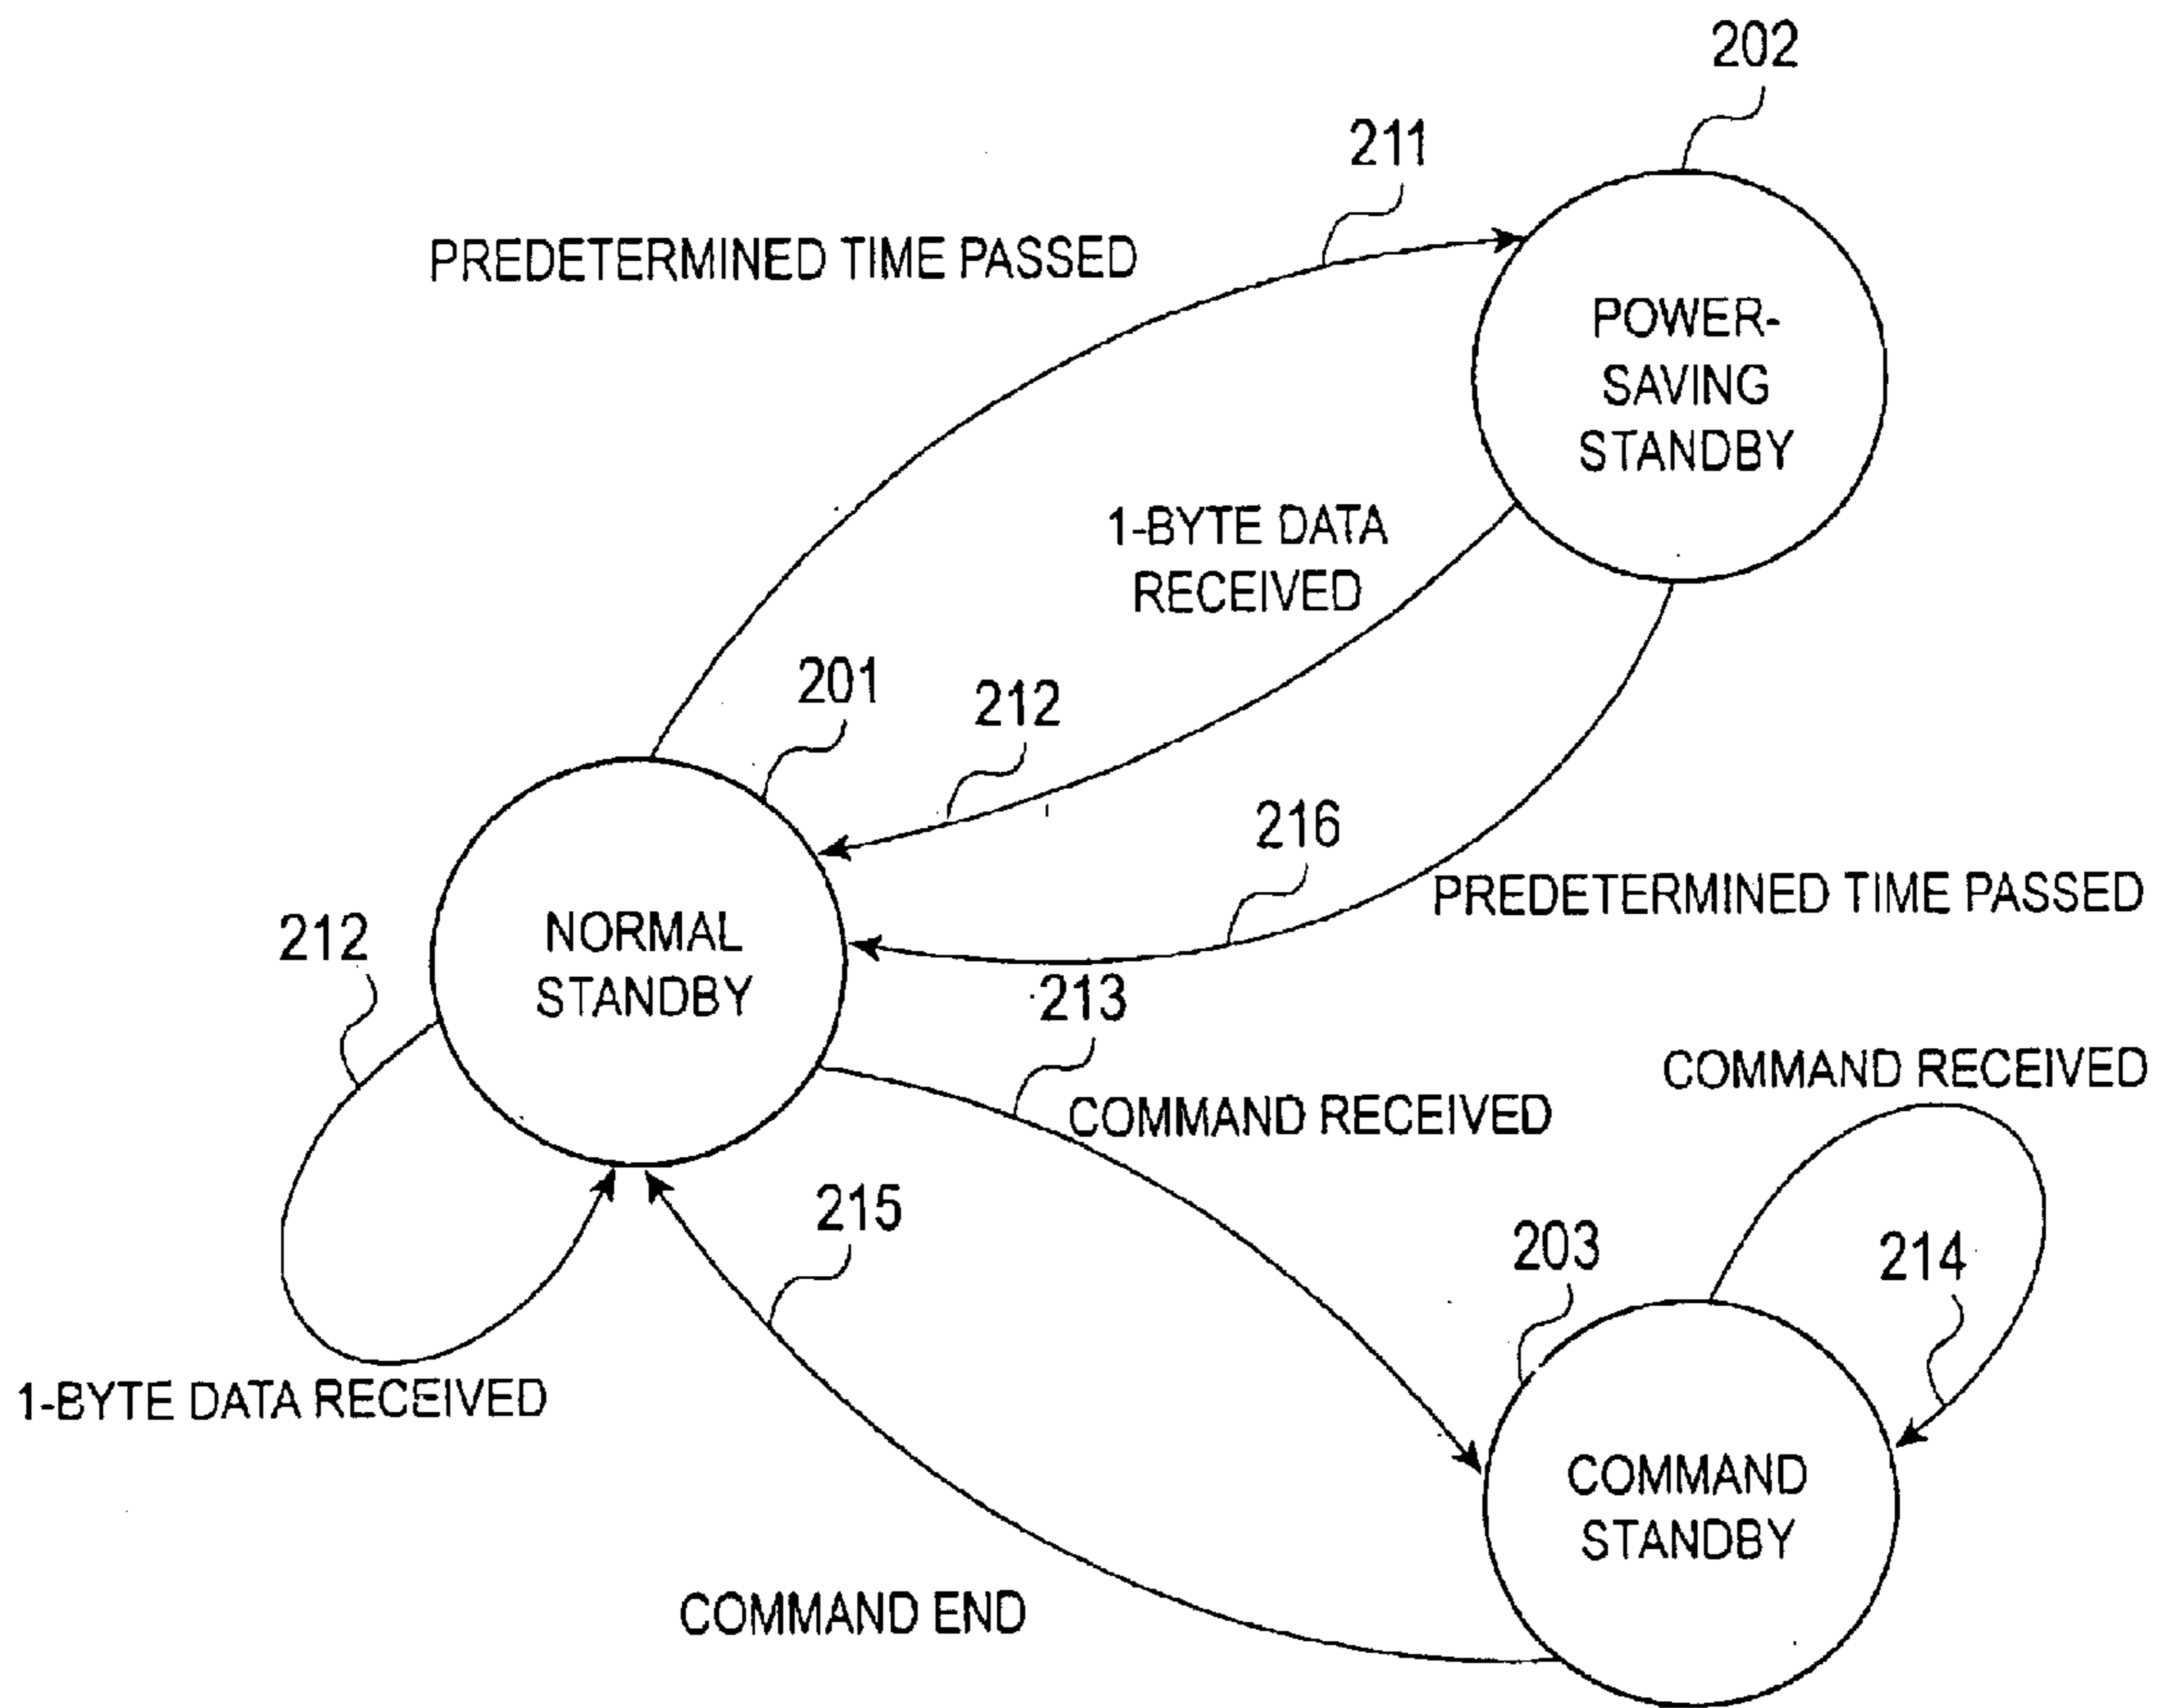 202
211
PREDETERMINED TIME PASSED
POWER-
SAVING
STANDBY
1-BYTE DATA
RECEIVED
201
212
216
PREDETERMINED TIME PASSED
NORMAL
STANDBY
212
213
COMMAND RECEIVED
COMMAND RECEIVED
215
203
214
1-BYTE DATA RECEIVED
COMMAND
STANDBY
COMMAND END